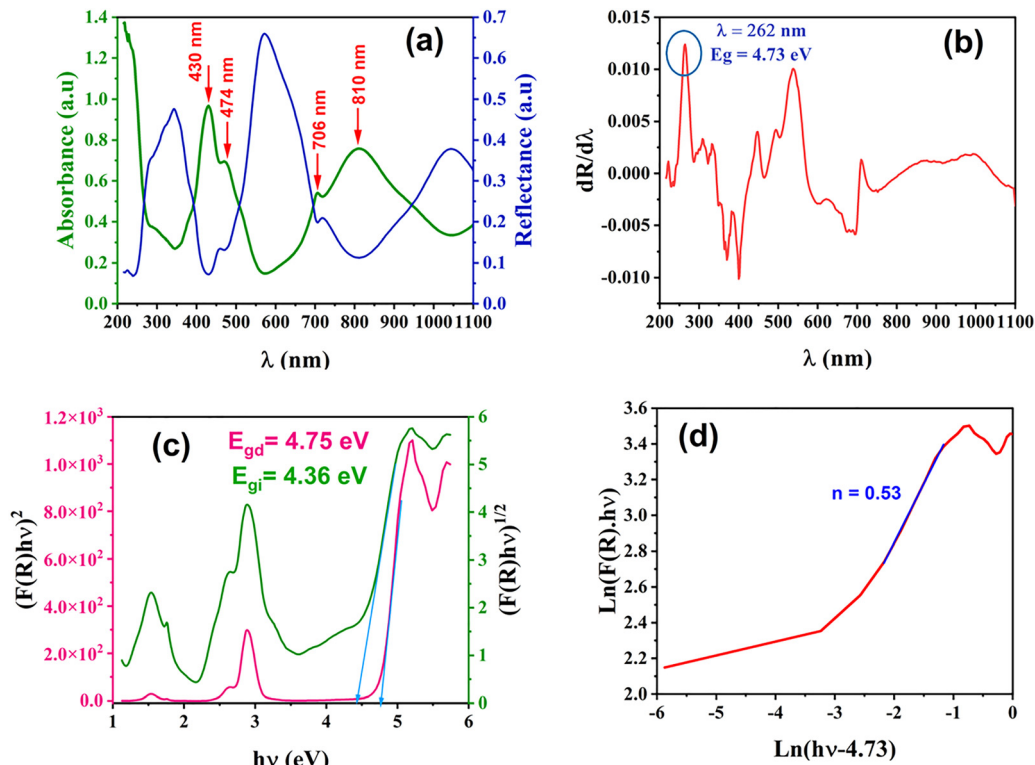 (a)
430 nm
474 nm
706 nm
810 nm
1.4
1.2
1.0
0.8
0.6
0.4
0.2
0.0
Absorbance (a.u)
0.7
0.6
0.5
0.4
0.3
0.2
0.1
0.0
Reflectance (a.u)
200 300 400 500 600 700 800 900 1000 1100
λ (nm)
(b)
λ = 262 nm
Eg = 4.73 eV
0.015
0.010
0.005
0.000
-0.005
-0.010
dR/dλ
200 300 400 500 600 700 800 900 1000 1100
λ (nm)
(c)
E_gd = 4.75 eV
E_gi = 4.36 eV
1.2×10³
1.0×10³
8.0×10²
6.0×10²
4.0×10²
2.0×10²
0.0
(F(R)hν)²
6
5
4
3
2
1
0
(F(R)hν)^1/2
1 2 3 4 5 6
hν (eV)
(d)
n = 0.53
3.6
3.4
3.2
3.0
2.8
2.6
2.4
2.2
2.0
Ln(F(R).hν)
-6 -5 -4 -3 -2 -1 0
Ln(hν-4.73)